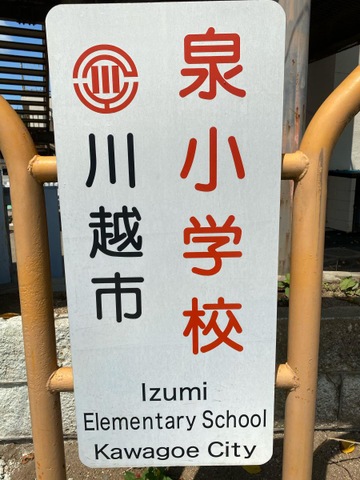 泉小学校
川越市
Izumi
Elementary School
Kawagoe City